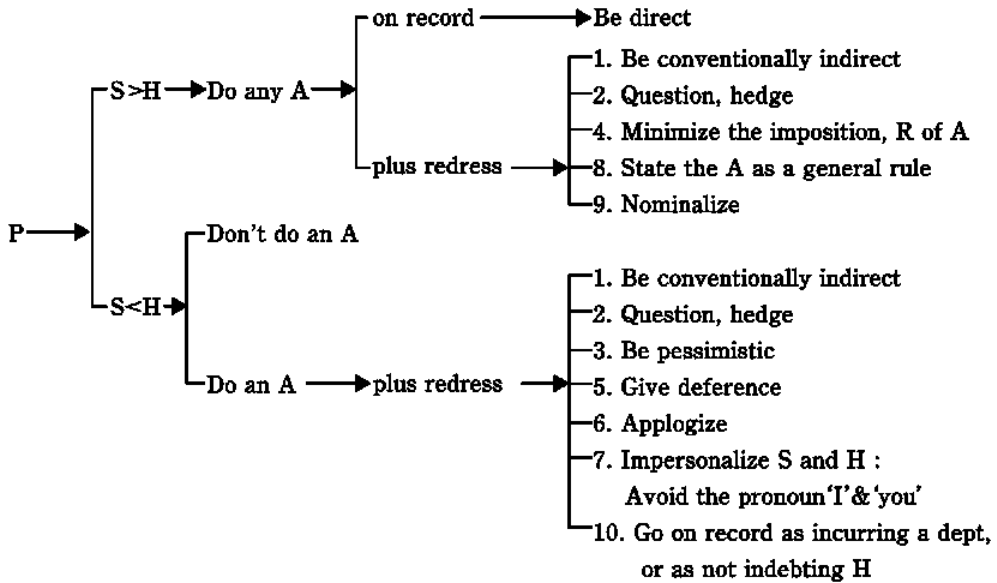 on record
Be direct
1. Be conventionally indirect
S>H
Do any A
2. Question, hedge
4. Minimize the imposition, R of A
plus redress
8. State the A as a general rule
9. Nominalize
P
Don't do an A
1. Be conventionally indirect
S<H
2. Question, hedge
3. Be pessimistic
Do an A
plus redress
5. Give deference
6. Applogize
7. Impersonalize S and H :
Avoid the pronoun 'I' & 'you'
10. Go on record as incurring a dept,
or as not indebting H